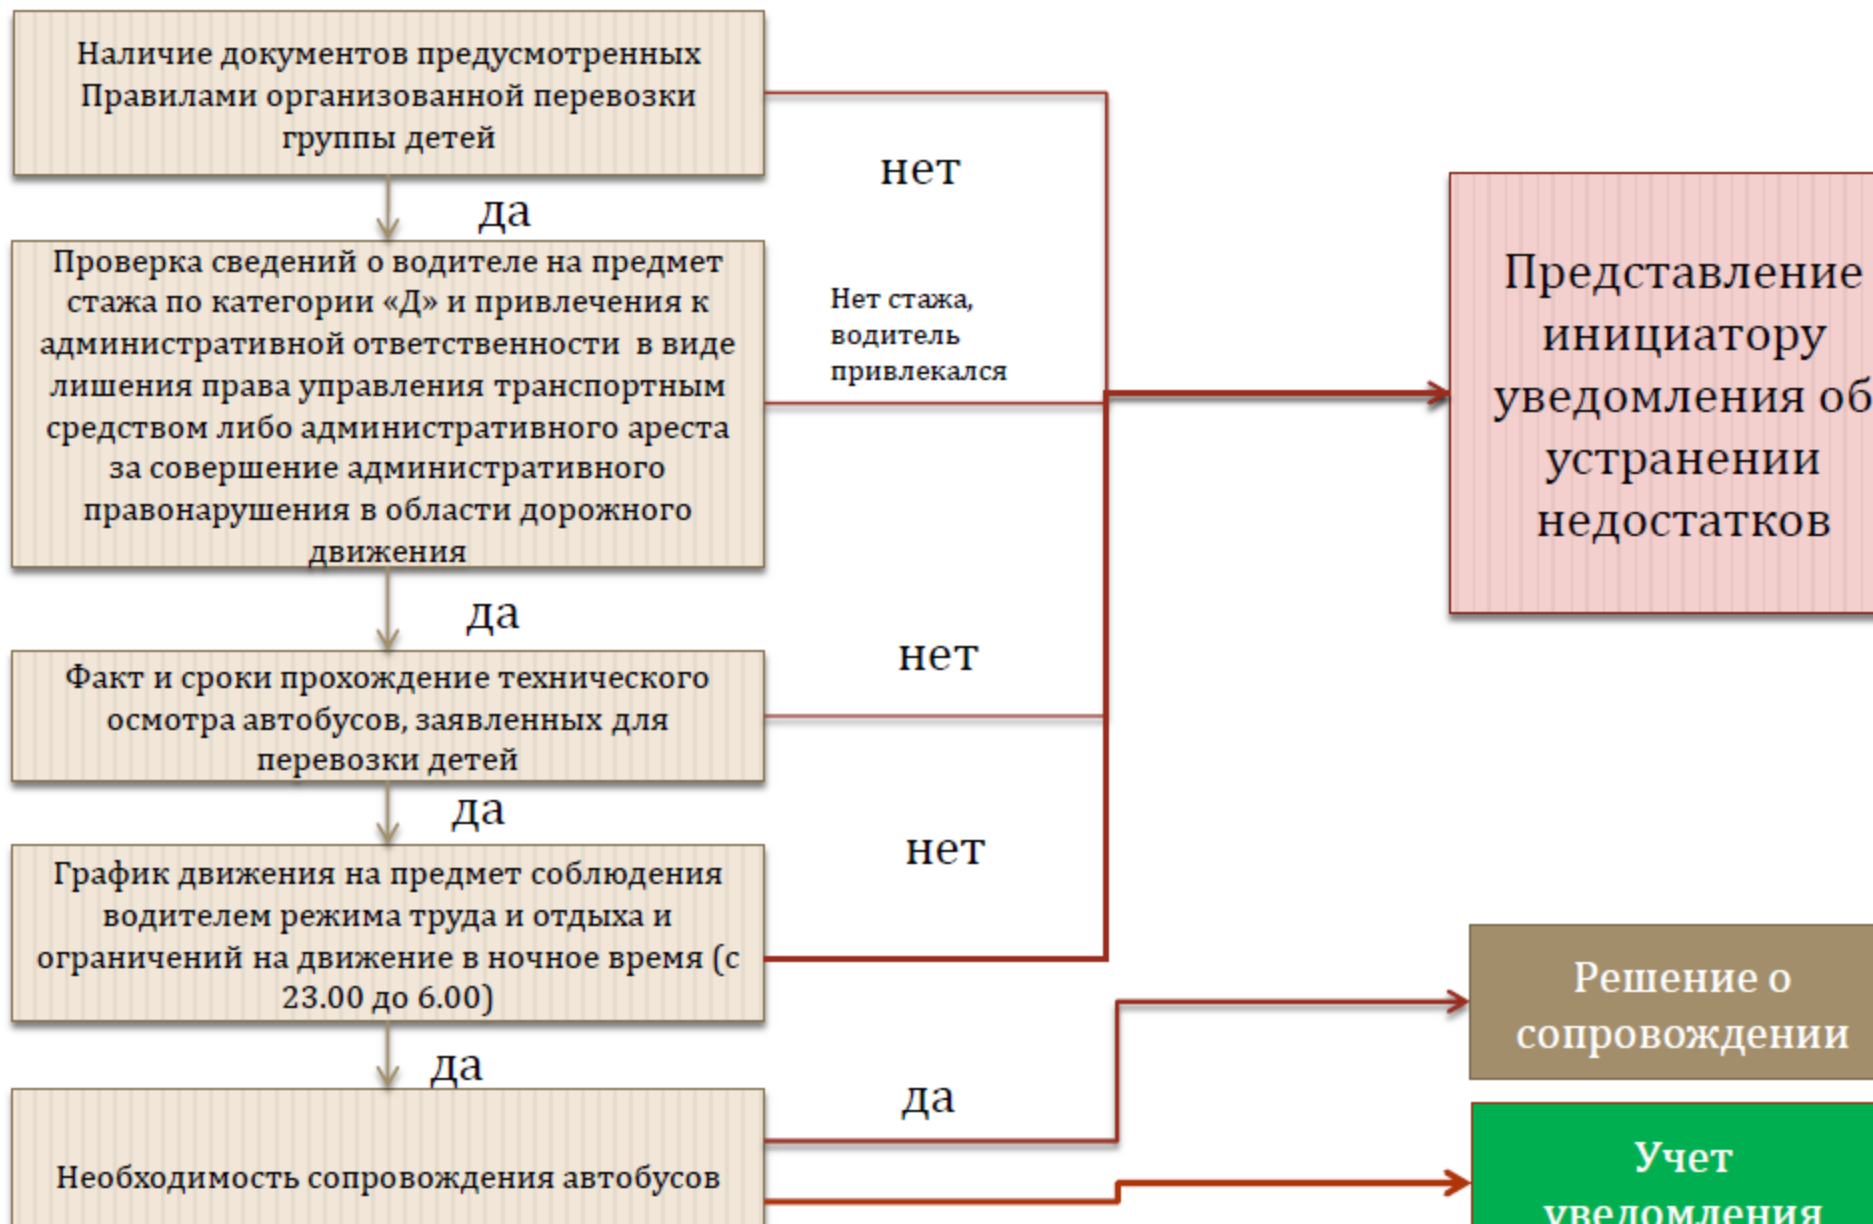 Наличие документов предусмотренных
Правилами организованной перевозки
группы детей
нет
да
Проверка сведений о водителе на предмет
стажа по категории «Д» и привлечения к
административной ответственности в виде
лишения права управления транспортным
средством либо административного ареста
за совершение административного
правонарушения в области дорожного
движения
Нет стажа,
водитель
привлекался
Представление
инициатору
уведомления об
устранении
недостатков
да
нет
Факт и сроки прохождение технического
осмотра автобусов, заявленных для
перевозки детей
да
нет
График движения на предмет соблюдения
водителем режима труда и отдыха и
ограничений на движение в ночное время (с
23.00 до 6.00)
да
да
Решение о
сопровождении
Необходимость сопровождения автобусов
Учет
уведомления